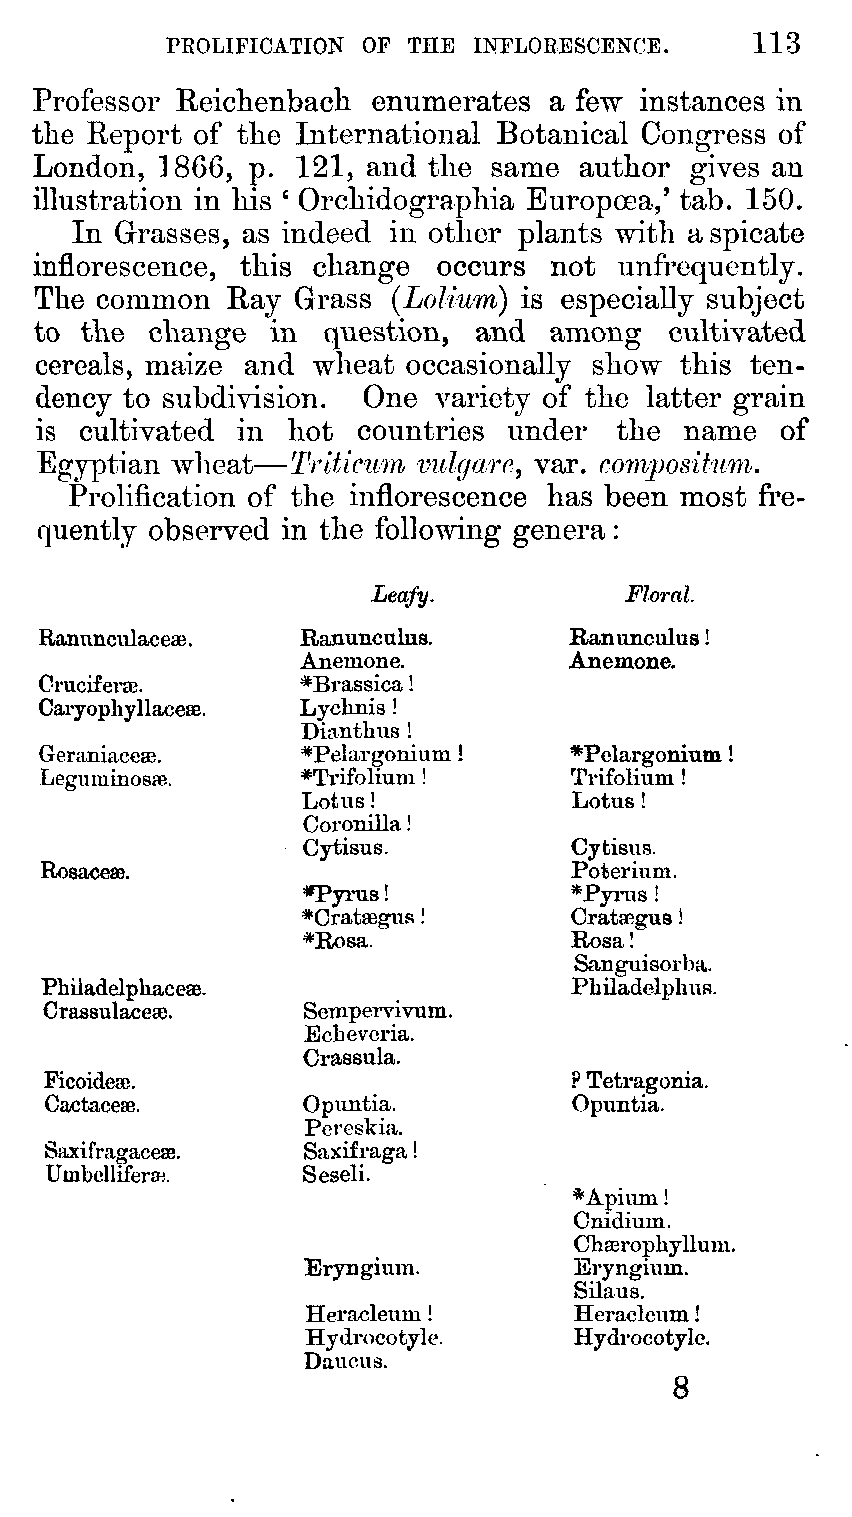 PROLIFICATION OF THE INFLORESCENCE. 113
Professor Reichenbach enumerates a few instances in
the Report of the International Botanical Congress of
London, 1866, p. 121, and the same author gives an
illustration in his ‘ Orchidographia Europœa,’ tab. 150.
In Grasses, as indeed in other plants with a spicate
inflorescence, this change occurs not unfrequently.
The common Ray Grass (Lolium) is especially subject
to the change in question, and among cultivated
cereals, maize and wheat occasionally show this ten-
dency to subdivision. One variety of the latter grain
is cultivated in hot countries under the name of
Egyptian wheat—Triticum vulgare, var. compositum.
Prolification of the inflorescence has been most fre-
quently observed in the following genera :
Leafy. Floral.
Ranunculaceæ. Ranunculus. Ranunculus !
Anemone. Anemone.
Cruciferæ. *Brassica !
Caryophyllaceæ. Lychnis !
Dianthus !
Geraniaceæ. *Pelargonium ! *Pelargonium !
Leguminosæ. *Trifolium ! Trifolium !
Lotus ! Lotus !
Coronilla !
Cytisus. Cytisus.
Rosaceæ. Poterium.
*Pyrus ! *Pyrus !
*Cratægus ! Cratægus !
*Rosa. Rosa !
Sanguisorba.
Philadelphaceæ. Philadelphus.
Crassulaceæ. Sempervivum.
Echeveria.
Crassula.
Ficoideæ. ? Tetragonia.
Cactaceæ. Opuntia. Opuntia.
Pereskia.
Saxifragaceæ. Saxifraga !
Umbelliferæ. Seseli.
*Apium !
Cnidium.
Chærophyllum.
Eryngium. Eryngium.
Silaus.
Heracleum ! Heracleum !
Hydrocotyle. Hydrocotyle.
Daucus.
8